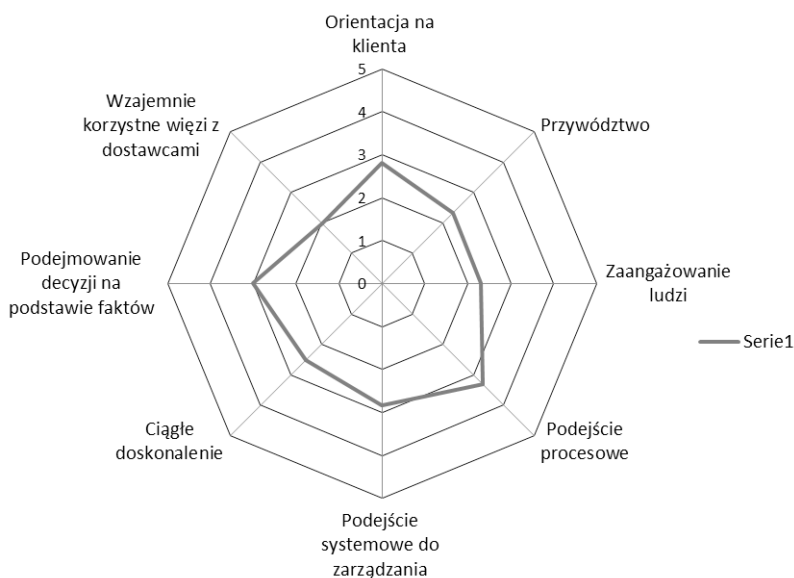 Orientacja na
klienta
Przywództwo
Zaangażowanie
ludzi
Podejście
procesowe
Podejście
systemowe do
zarządzania
Ciągłe
doskonalenie
Podejmowanie
decyzji na
podstawie faktów
Wzajemnie
korzystne więzi z
dostawcami
5
4
3
2
1
0
Serie1